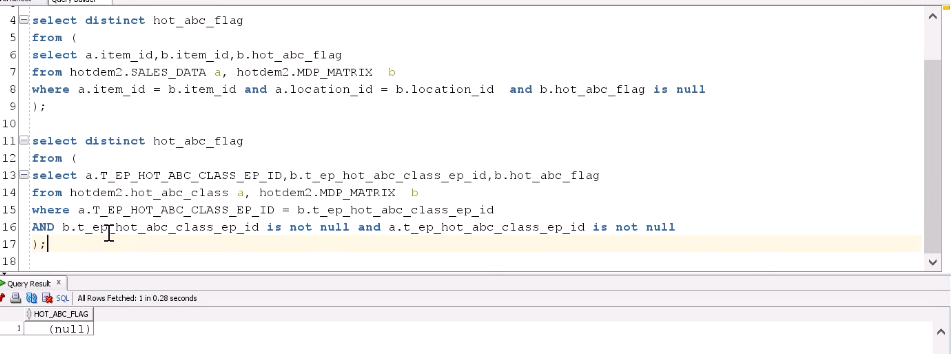 Query Builder
4 select distinct hot_abc_flag
5 from (
6 select a.item_id,b.item_id,b.hot_abc_flag
7 from hotdem2.SALES_DATA a, hotdem2.MDP_MATRIX b
8 where a.item_id = b.item_id and a.location_id = b.location_id and b.hot_abc_flag is null
9 );
10
11 select distinct hot_abc_flag
12 from (
13 select a.T_EP_HOT_ABC_CLASS_EP_ID,b.t_ep_hot_abc_class_ep_id,b.hot_abc_flag
14 from hotdem2.hot_abc_class a, hotdem2.MDP_MATRIX b
15 where a.T_EP_HOT_ABC_CLASS_EP_ID = b.t_ep_hot_abc_class_ep_id
16 AND b.t_ep_hot_abc_class_ep_id is not null and a.t_ep_hot_abc_class_ep_id is not null
17 );
18
Query Result x
SQL | All Rows Fetched: 1 in 0.28 seconds
HOT_ABC_FLAG
1 (null)